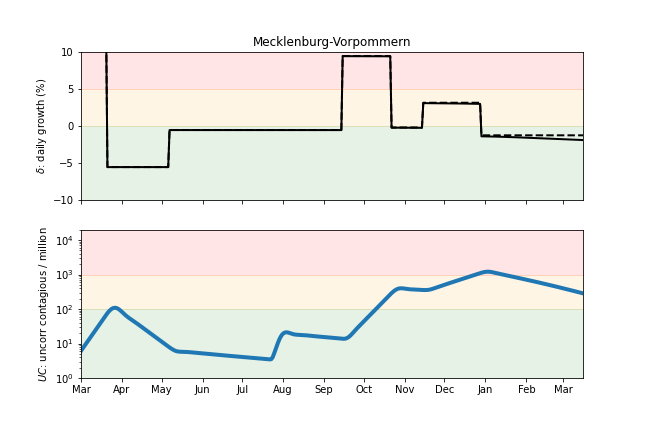 Mecklenburg-Vorpommern
δ: daily growth (%)
10
5
0
−5
−10
UC: uncorr contagious / million
10⁴
10³
10²
10¹
10⁰
Mar Apr May Jun Jul Aug Sep Oct Nov Dec Jan Feb Mar